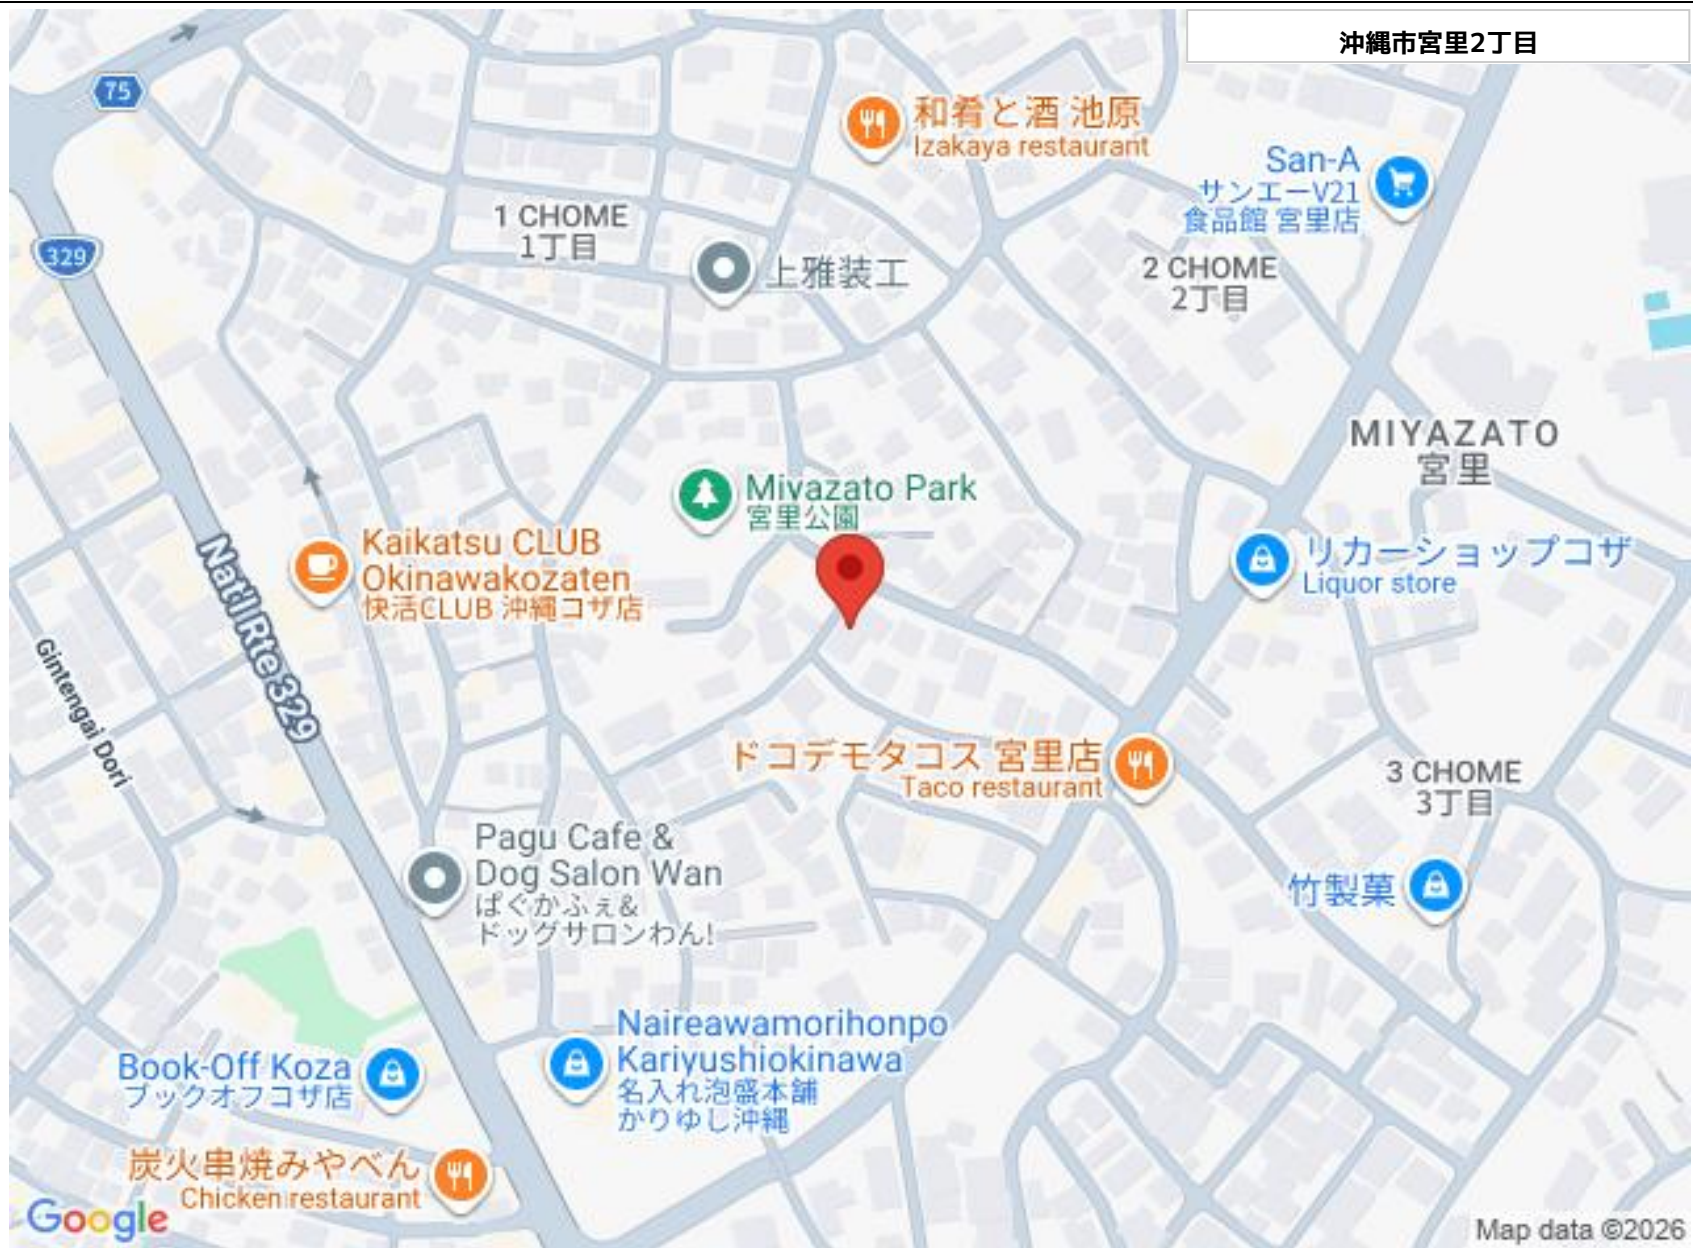 沖縄市宮里2丁目
75
和肴と酒 池原
Izakaya restaurant
San-A
サンエーV21
食品館 宮里店
1 CHOME
1丁目
329
上雅装工
2 CHOME
2丁目
MIYAZATO
宮里
Miyazato Park
宮里公園
Kaikatsu CLUB
Okinawakozaten
快活CLUB 沖縄コザ店
リカーショップコザ
Liquor store
Nat'l Rte 329
Gintengai Dori
ドコデモタコス 宮里店
Taco restaurant
3 CHOME
3丁目
Pagu Cafe &
Dog Salon Wan
ぱぐかふぇ&
ドッグサロンわん!
竹製菓
Naireawamorihonpo
Kariyushiokinawa
名入れ泡盛本舗
かりゆし沖縄
Book-Off Koza
ブックオフコザ店
炭火串焼みやべん
Chicken restaurant
Google
Map data ©2026